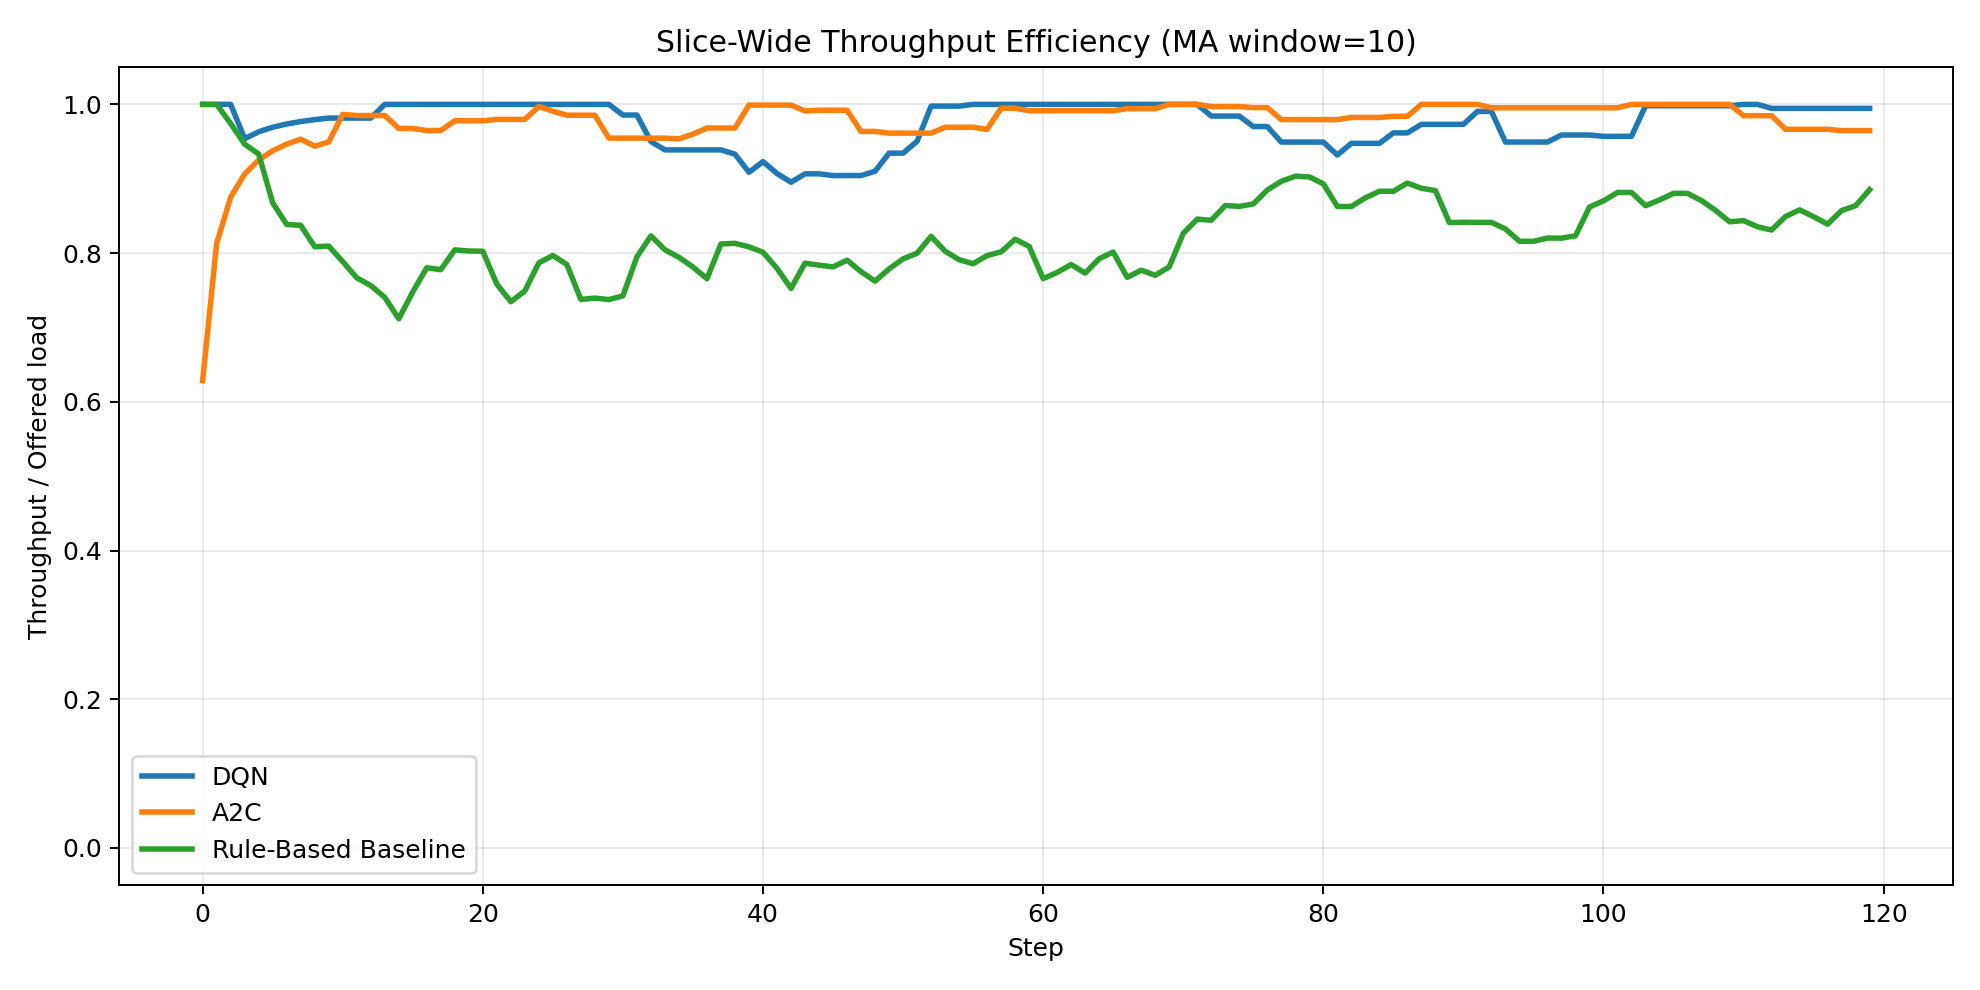 Slice-Wide Throughput Efficiency (MA window=10)
Throughput / Offered load
1.0
0.8
0.6
0.4
0.2
0.0
DQN
A2C
Rule-Based Baseline
0 20 40 60 80 100 120
Step